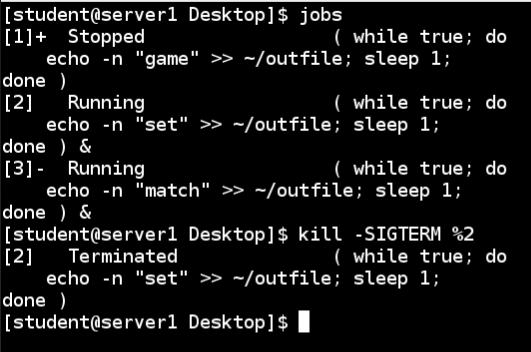 [student@server1 Desktop]$ jobs
[1]+  Stopped                 ( while true; do
    echo -n "game" >> ~/outfile; sleep 1;
done )
[2]   Running                 ( while true; do
    echo -n "set" >> ~/outfile; sleep 1;
done ) &
[3]-  Running                 ( while true; do
    echo -n "match" >> ~/outfile; sleep 1;
done ) &
[student@server1 Desktop]$ kill -SIGTERM %2
[2]   Terminated              ( while true; do
    echo -n "set" >> ~/outfile; sleep 1;
done )
[student@server1 Desktop]$